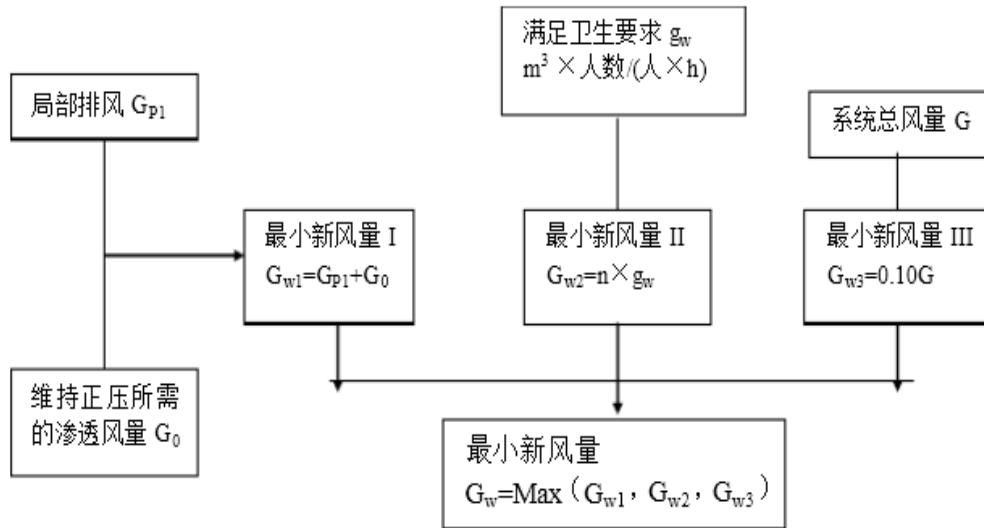 满足卫生要求 gw
m³ ×人数/(人×h)
局部排风 GP1
系统总风量 G
最小新风量 I
Gw1=GP1+G0
最小新风量 II
Gw2=n×gw
最小新风量 III
Gw3=0.10G
维持正压所需
的渗透风量 G0
最小新风量
Gw=Max（Gw1，Gw2，Gw3）